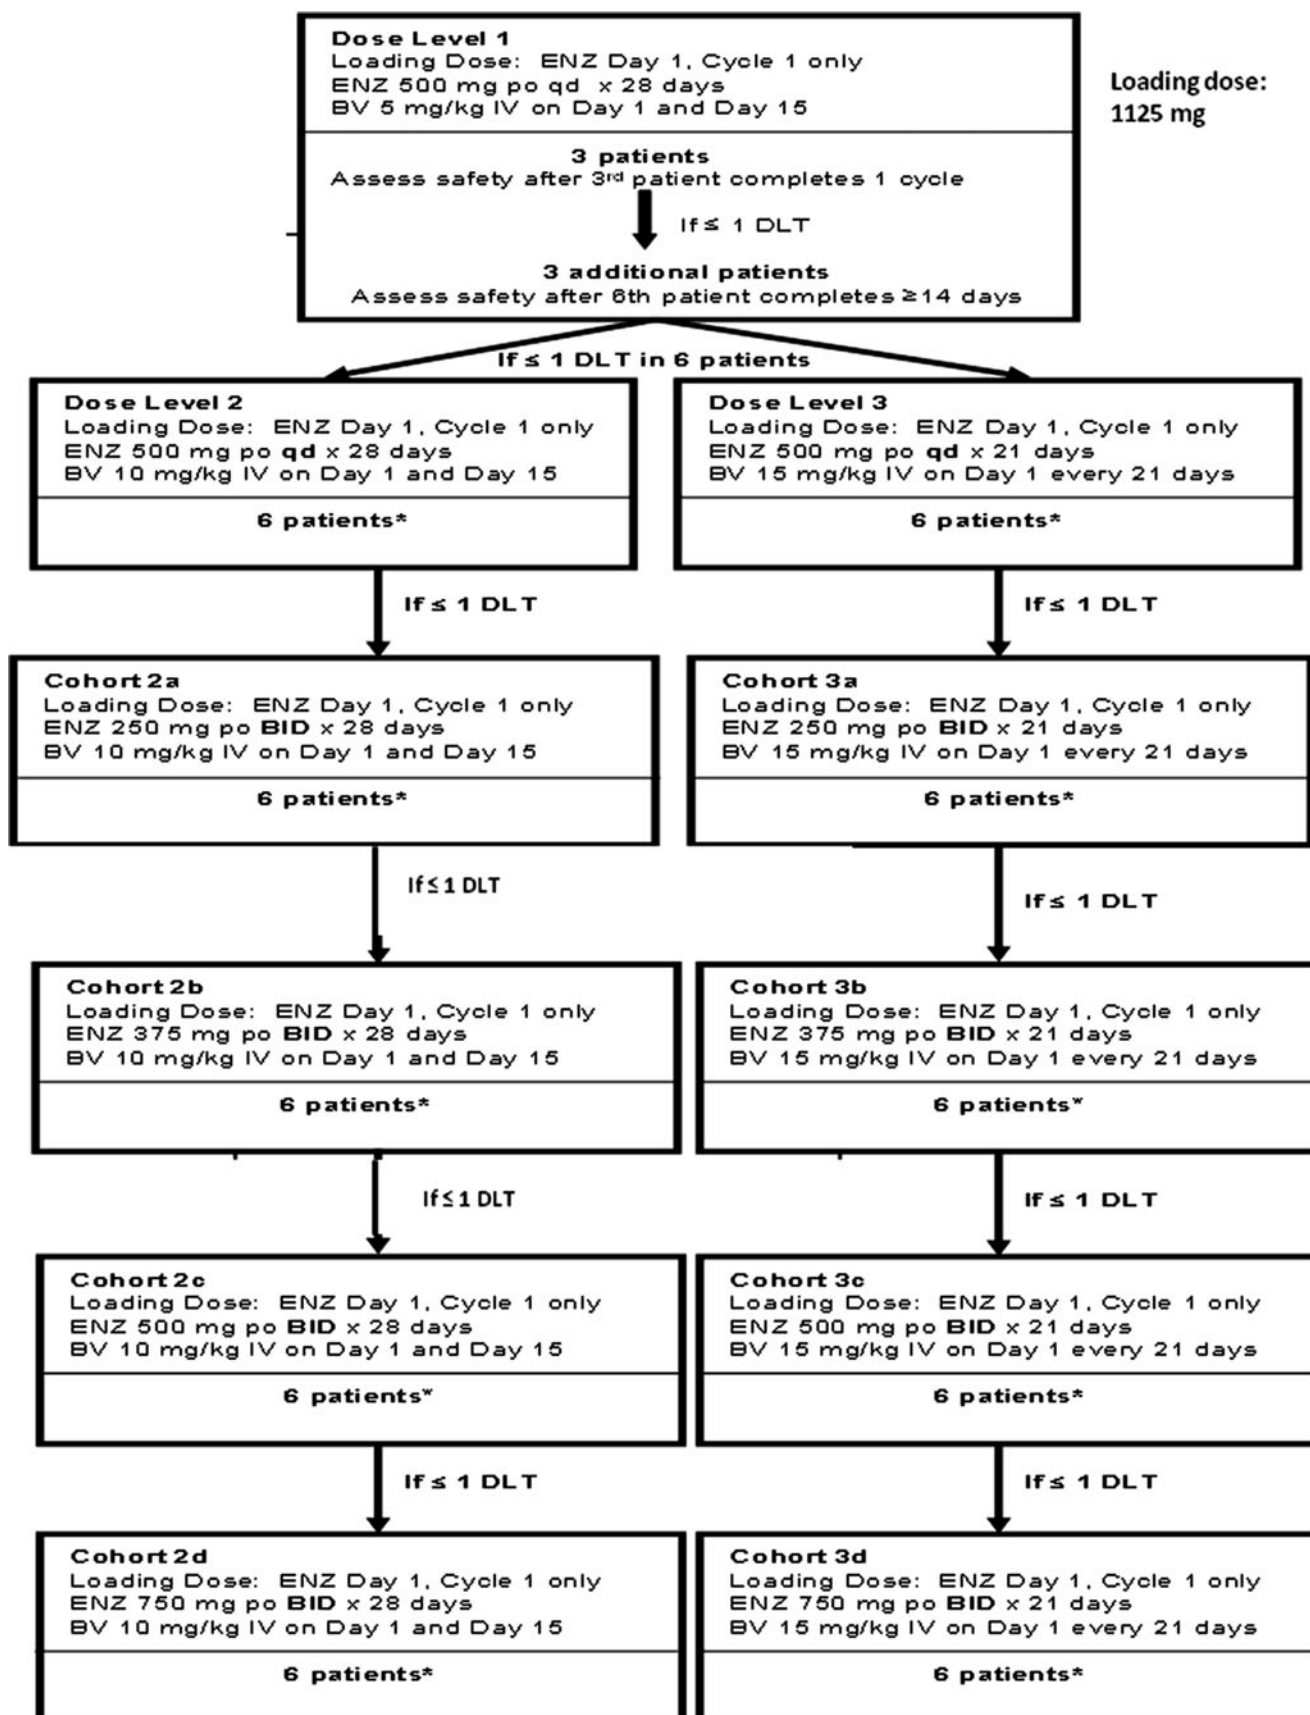 Dose Level 1
Loading Dose: ENZ Day 1, Cycle 1 only
ENZ 500 mg po qd x 28 days
BV 5 mg/kg IV on Day 1 and Day 15
Loading dose:
1125 mg
3 patients
Assess safety after 3rd patient completes 1 cycle
If ≤ 1 DLT
3 additional patients
Assess safety after 6th patient completes ≥14 days
If ≤ 1 DLT in 6 patients
Dose Level 2
Loading Dose: ENZ Day 1, Cycle 1 only
ENZ 500 mg po qd x 28 days
BV 10 mg/kg IV on Day 1 and Day 15
6 patients*
Dose Level 3
Loading Dose: ENZ Day 1, Cycle 1 only
ENZ 500 mg po qd x 21 days
BV 15 mg/kg IV on Day 1 every 21 days
6 patients*
If ≤ 1 DLT
If ≤ 1 DLT
Cohort 2a
Loading Dose: ENZ Day 1, Cycle 1 only
ENZ 250 mg po BID x 28 days
BV 10 mg/kg IV on Day 1 and Day 15
6 patients*
Cohort 3a
Loading Dose: ENZ Day 1, Cycle 1 only
ENZ 250 mg po BID x 21 days
BV 15 mg/kg IV on Day 1 every 21 days
6 patients*
If ≤ 1 DLT
If ≤ 1 DLT
Cohort 2b
Loading Dose: ENZ Day 1, Cycle 1 only
ENZ 375 mg po BID x 28 days
BV 10 mg/kg IV on Day 1 and Day 15
6 patients*
Cohort 3b
Loading Dose: ENZ Day 1, Cycle 1 only
ENZ 375 mg po BID x 21 days
BV 15 mg/kg IV on Day 1 every 21 days
6 patients*
If ≤ 1 DLT
If ≤ 1 DLT
Cohort 2c
Loading Dose: ENZ Day 1, Cycle 1 only
ENZ 500 mg po BID x 28 days
BV 10 mg/kg IV on Day 1 and Day 15
6 patients*
Cohort 3c
Loading Dose: ENZ Day 1, Cycle 1 only
ENZ 500 mg po BID x 21 days
BV 15 mg/kg IV on Day 1 every 21 days
6 patients*
If ≤ 1 DLT
If ≤ 1 DLT
Cohort 2d
Loading Dose: ENZ Day 1, Cycle 1 only
ENZ 750 mg po BID x 28 days
BV 10 mg/kg IV on Day 1 and Day 15
6 patients*
Cohort 3d
Loading Dose: ENZ Day 1, Cycle 1 only
ENZ 750 mg po BID x 21 days
BV 15 mg/kg IV on Day 1 every 21 days
6 patients*